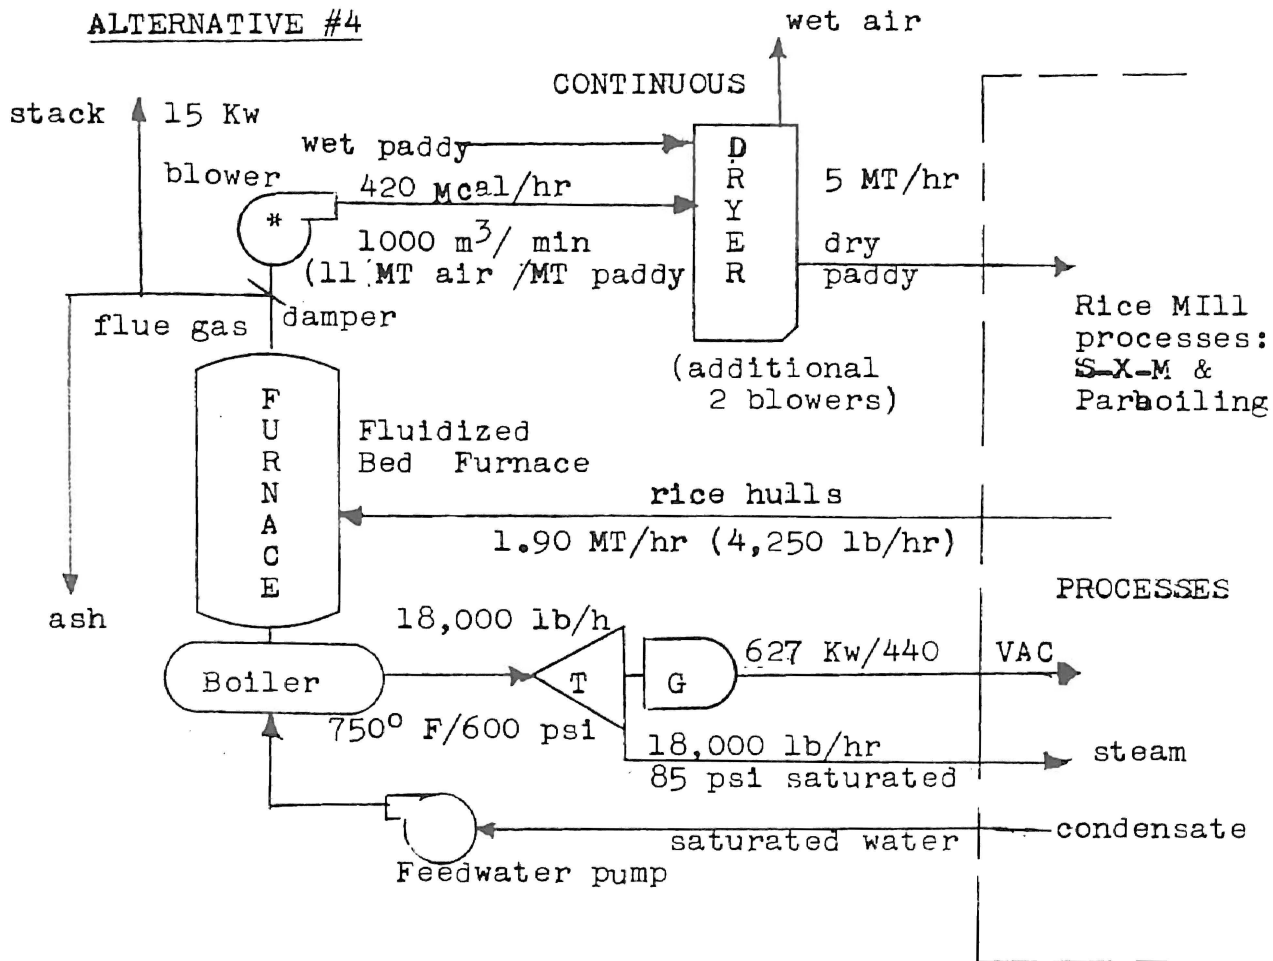 ALTERNATIVE #4
wet air
CONTINUOUS
stack 15 Kw
wet paddy
blower
*
420 Mcal/hr
1000 m³/ min
(11 MT air /MT paddy
DRYER
5 MT/hr
dry
paddy
flue gas
damper
(additional
2 blowers)
Rice MIll
processes:
S-X-M &
Parboiling
FURNACE
Fluidized
Bed Furnace
rice hulls
1.90 MT/hr (4,250 lb/hr)
ash
PROCESSES
18,000 lb/h
Boiler
T
G
627 Kw/440 VAC
750° F/600 psi
18,000 lb/hr
85 psi saturated
steam
saturated water
condensate
Feedwater pump